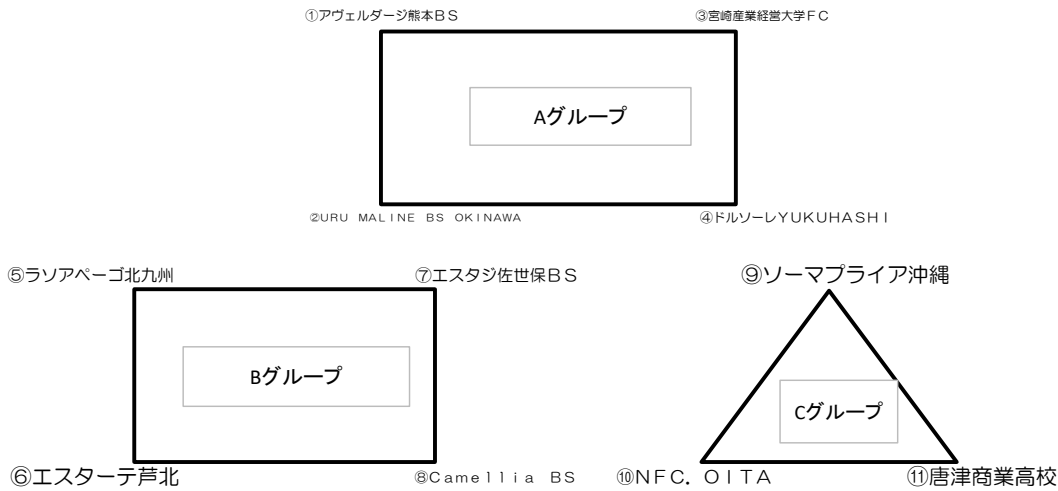 ①アヴェルダージ熊本ＢＳ
③宮崎産業経営大学ＦＣ
Aグループ
②URU MALINE BS OKINAWA
④ドルソーレYUKUHASHI
⑤ラソアペーゴ北九州
⑦エスタジ佐世保ＢＳ
Bグループ
⑥エスターテ芦北
⑧Camellia BS
⑨ソーマプライア沖縄
Cグループ
⑩NFC．OITA
⑪唐津商業高校